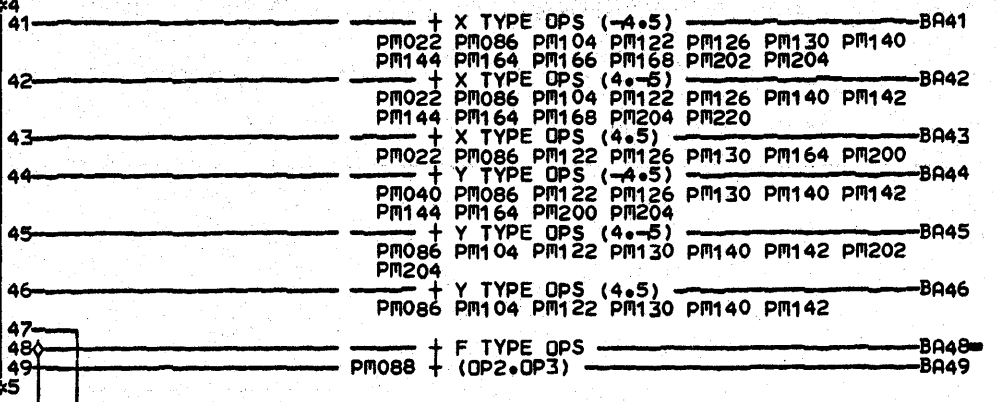 *4
41 + X TYPE OPS (¬4•5) BA41
PM022 PM086 PM104 PM122 PM126 PM130 PM140
PM144 PM164 PM166 PM168 PM202 PM204
42 + X TYPE OPS (4•¬5) BA42
PM022 PM086 PM104 PM122 PM126 PM140 PM142
PM144 PM164 PM168 PM204 PM220
43 + X TYPE OPS (4•5) BA43
PM022 PM086 PM122 PM126 PM130 PM164 PM200
44 + Y TYPE OPS (¬4•5) BA44
PM040 PM086 PM122 PM126 PM130 PM140 PM142
PM144 PM164 PM200 PM204
45 + Y TYPE OPS (4•¬5) BA45
PM086 PM104 PM122 PM130 PM140 PM142 PM202
PM204
46 + Y TYPE OPS (4•5) BA46
PM086 PM104 PM122 PM130 PM140 PM142
47
48 + F TYPE OPS BA48
49 PM088 + (OP2•OP3) BA49
*5